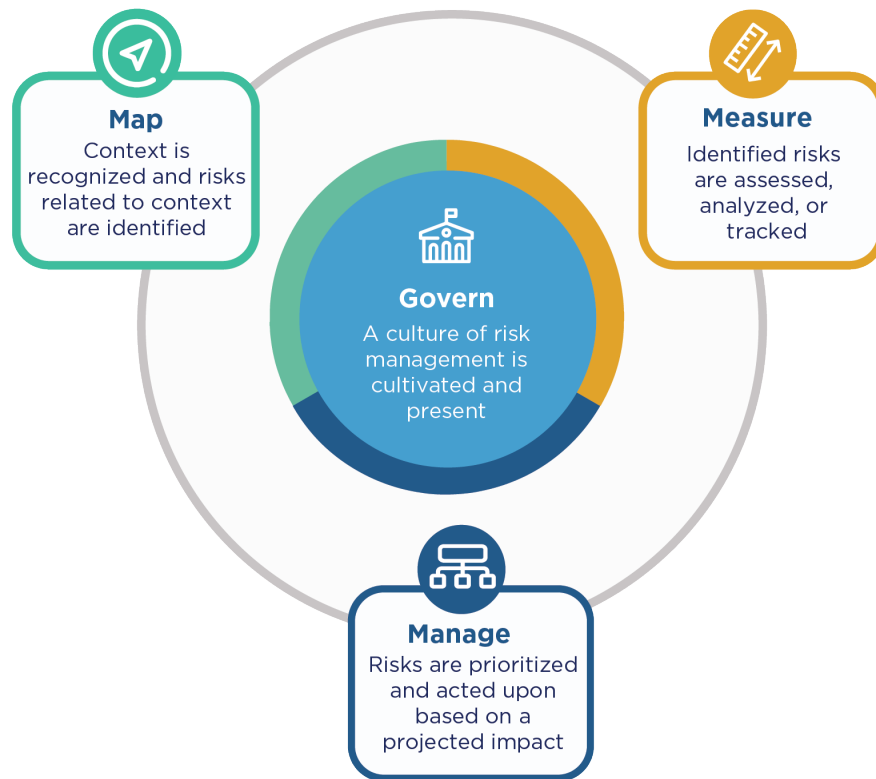 Map
Context is
recognized and risks
related to context
are identified
Measure
Identified risks
are assessed,
analyzed, or
tracked
Govern
A culture of risk
management is
cultivated and
present
Manage
Risks are prioritized
and acted upon
based on a
projected impact